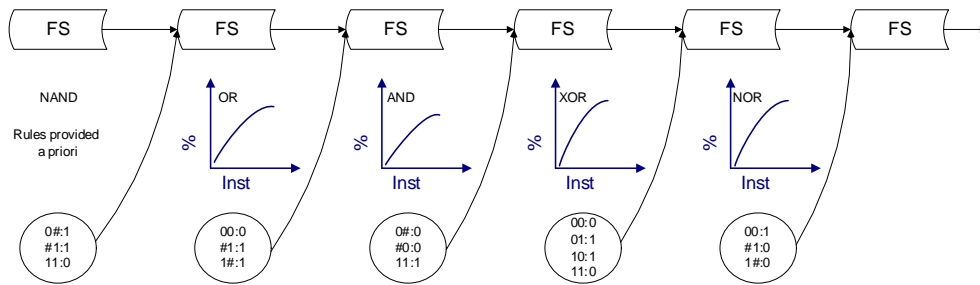 FS
FS
FS
FS
FS
FS
NAND
Rules provided
a priori
OR
%
Inst
AND
%
Inst
XOR
%
Inst
NOR
%
Inst
0#:1
#1:1
11:0
00:0
#1:1
1#:1
0#:0
#0:0
11:1
00:0
01:1
10:1
11:0
00:1
#1:0
1#:0